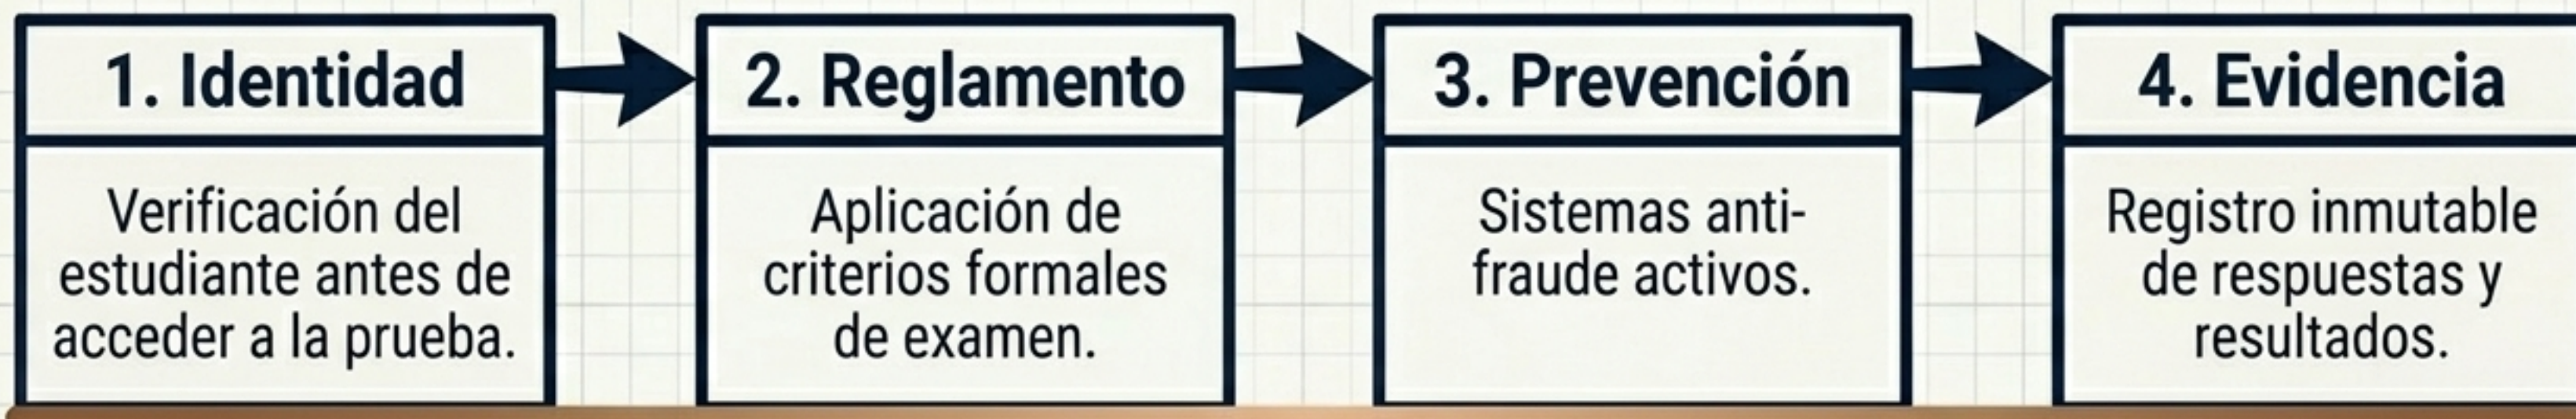 1. Identidad
Verificación del
estudiante antes de
acceder a la prueba.
2. Reglamento
Aplicación de
criterios formales
de examen.
3. Prevención
Sistemas anti-
fraude activos.
4. Evidencia
Registro inmutable
de respuestas y
resultados.